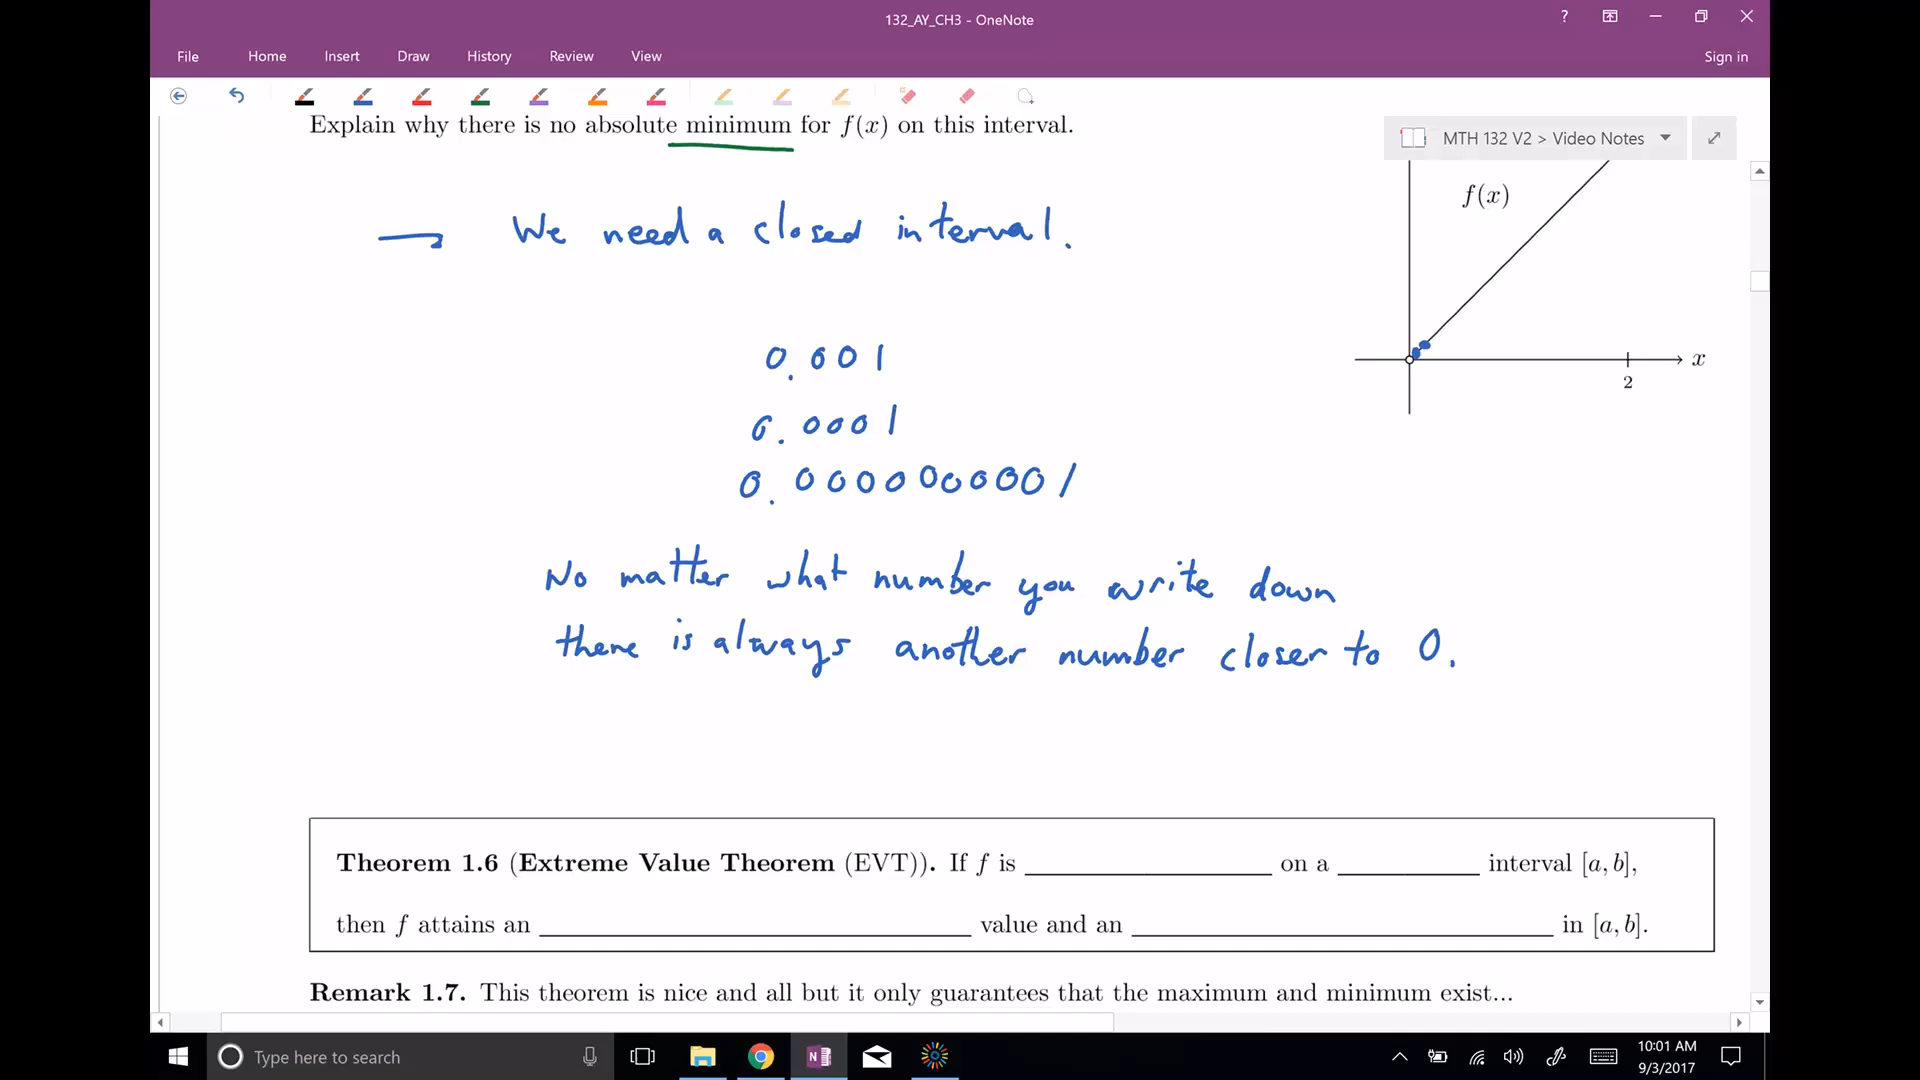 132_AY_CH3 - OneNote
?
File Home Insert Draw History Review View Sign in
Explain why there is no absolute minimum for f(x) on this interval.
MTH 132 V2 > Video Notes
f(x)
We need a closed interval.
0.001
x
2
0.0001
0.0000000001
No matter what number you write down
there is always another number closer to 0.
Theorem 1.6 (Extreme Value Theorem (EVT)). If f is ____________ on a ________ interval [a, b],
then f attains an ____________________ value and an ____________________ in [a, b].
Remark 1.7. This theorem is nice and all but it only guarantees that the maximum and minimum exist...
Type here to search
N
10:01 AM
9/3/2017